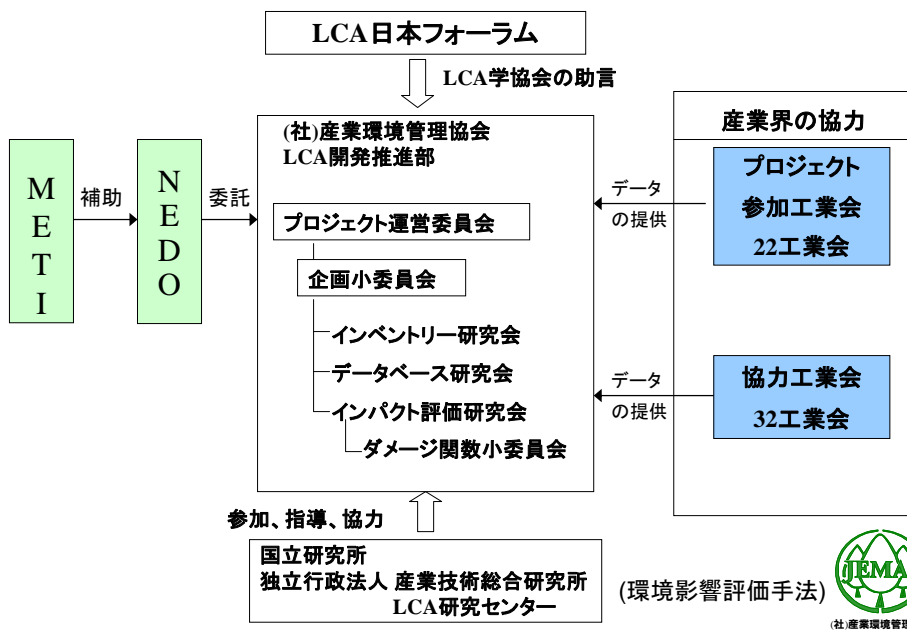 LCA日本フォーラム
LCA学協会の助言
METI
補助
NEDO
委託
(社)産業環境管理協会
LCA開発推進部
プロジェクト運営委員会
企画小委員会
インベントリー研究会
データベース研究会
インパクト評価研究会
ダメージ関数小委員会
データ
の提供
データ
の提供
産業界の協力
プロジェクト
参加工業会
22工業会
協力工業会
32工業会
参加、指導、協力
国立研究所
独立行政法人 産業技術総合研究所
LCA研究センター
(環境影響評価手法)
JEMA
(社)産業環境管理